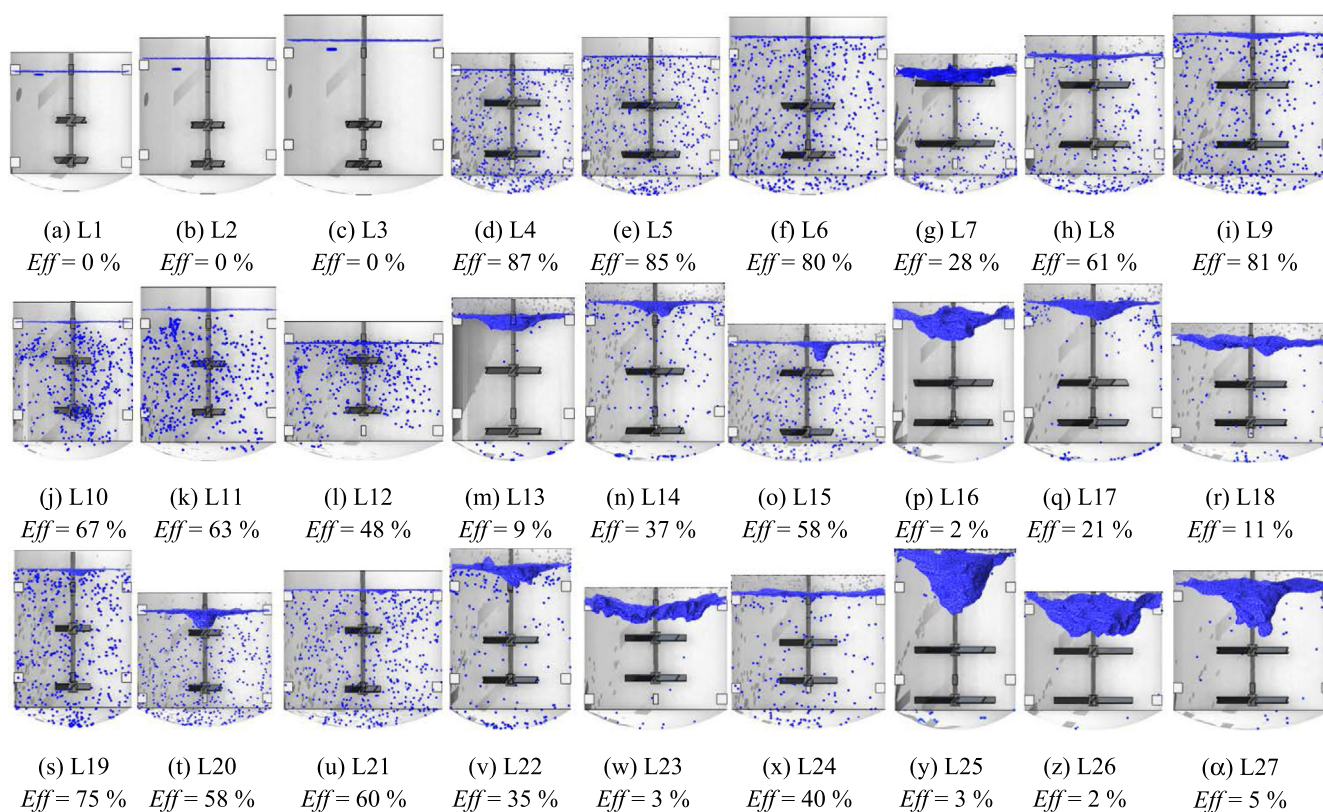 (a) L1 (b) L2 (c) L3 (d) L4 (e) L5 (f) L6 (g) L7 (h) L8 (i) L9
Eff = 0 % Eff = 0 % Eff = 0 % Eff = 87 % Eff = 85 % Eff = 80 % Eff = 28 % Eff = 61 % Eff = 81 %
(j) L10 (k) L11 (l) L12 (m) L13 (n) L14 (o) L15 (p) L16 (q) L17 (r) L18
Eff = 67 % Eff = 63 % Eff = 48 % Eff = 9 % Eff = 37 % Eff = 58 % Eff = 2 % Eff = 21 % Eff = 11 %
(s) L19 (t) L20 (u) L21 (v) L22 (w) L23 (x) L24 (y) L25 (z) L26 (α) L27
Eff = 75 % Eff = 58 % Eff = 60 % Eff = 35 % Eff = 3 % Eff = 40 % Eff = 3 % Eff = 2 % Eff = 5 %